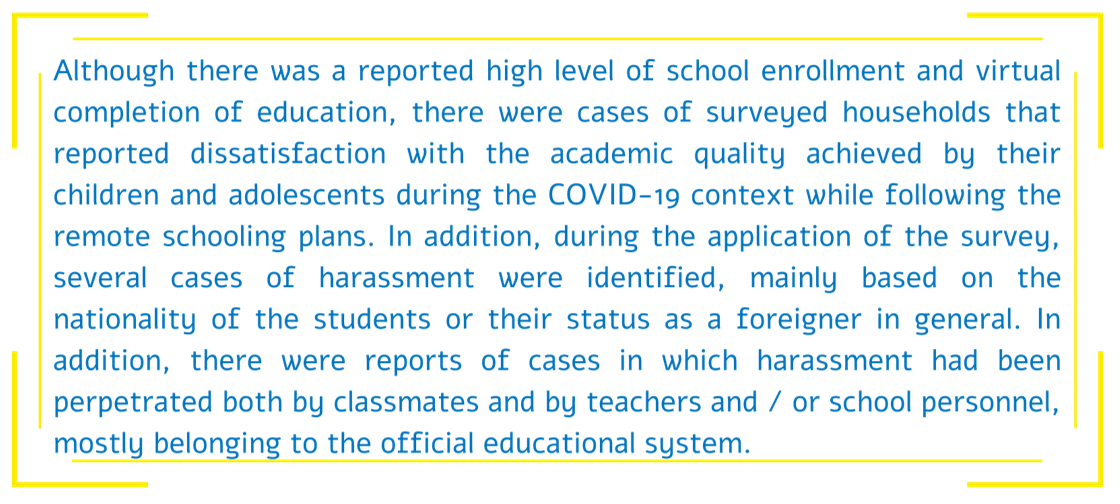 Although there was a reported high level of school enrollment and virtual
completion of education, there were cases of surveyed households that
reported dissatisfaction with the academic quality achieved by their
children and adolescents during the COVID-19 context while following the
remote schooling plans. In addition, during the application of the survey,
several cases of harassment were identified, mainly based on the
nationality of the students or their status as a foreigner in general. In
addition, there were reports of cases in which harassment had been
perpetrated both by classmates and by teachers and / or school personnel,
mostly belonging to the official educational system.